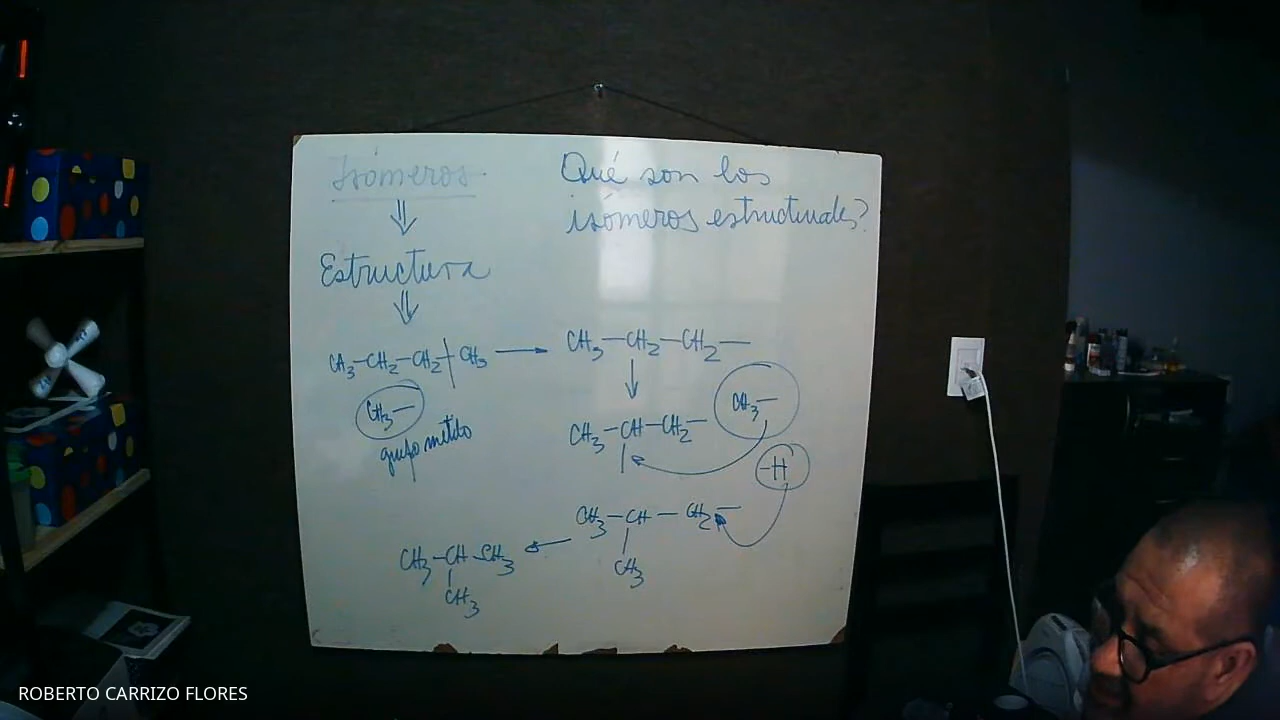 Isómeros
Qué son los
isómeros estructurales?
Estructura
CH3-CH2-CH2-CH3
CH3-CH2-CH2-
CH3-
grupo metilo
CH3-CH-CH2-
CH3-
-H
CH3-CH-CH2-
CH3
CH3-CH-CH3
CH3
ROBERTO CARRIZO FLORES